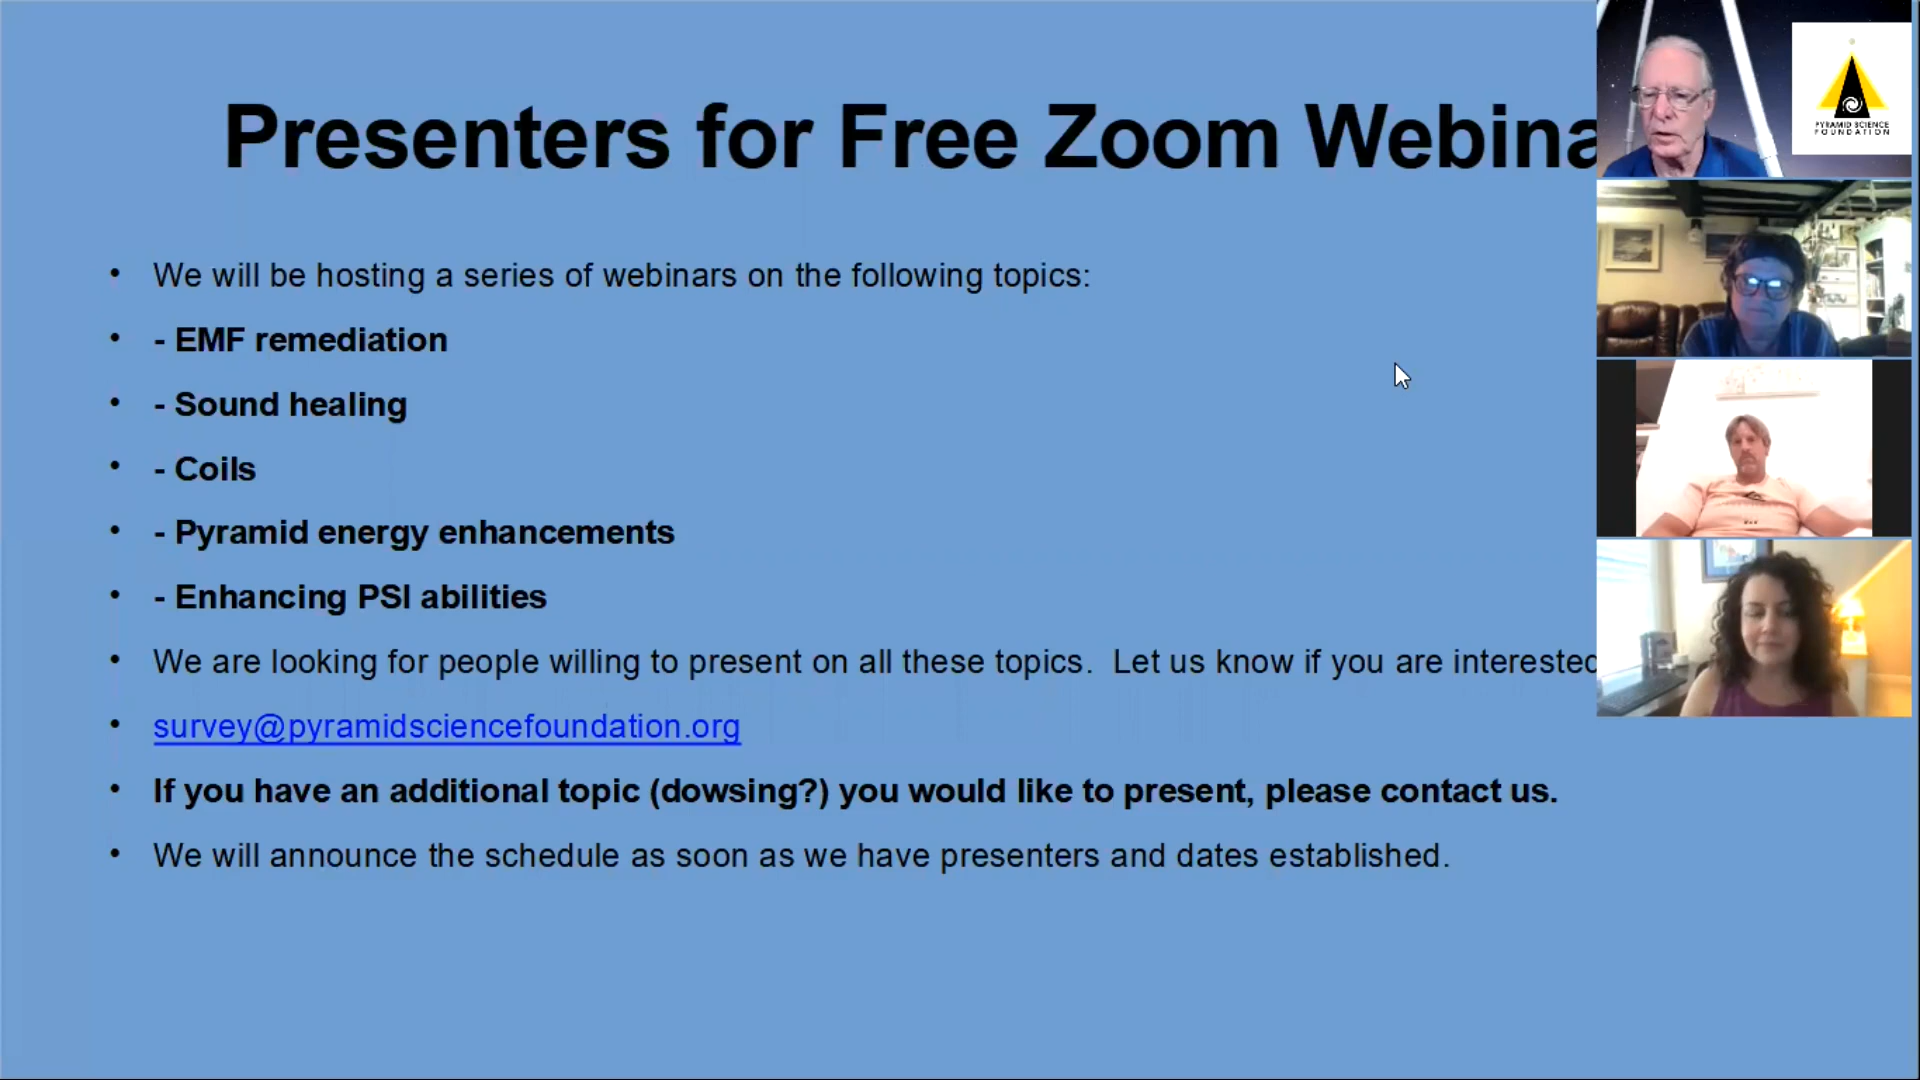 Presenters for Free Zoom Webina
• We will be hosting a series of webinars on the following topics:
• - EMF remediation
• - Sound healing
• - Coils
• - Pyramid energy enhancements
• - Enhancing PSI abilities
• We are looking for people willing to present on all these topics.  Let us know if you are interested
• survey@pyramidsciencefoundation.org
• If you have an additional topic (dowsing?) you would like to present, please contact us.
• We will announce the schedule as soon as we have presenters and dates established.
PYRAMID SCIENCE
FOUNDATION